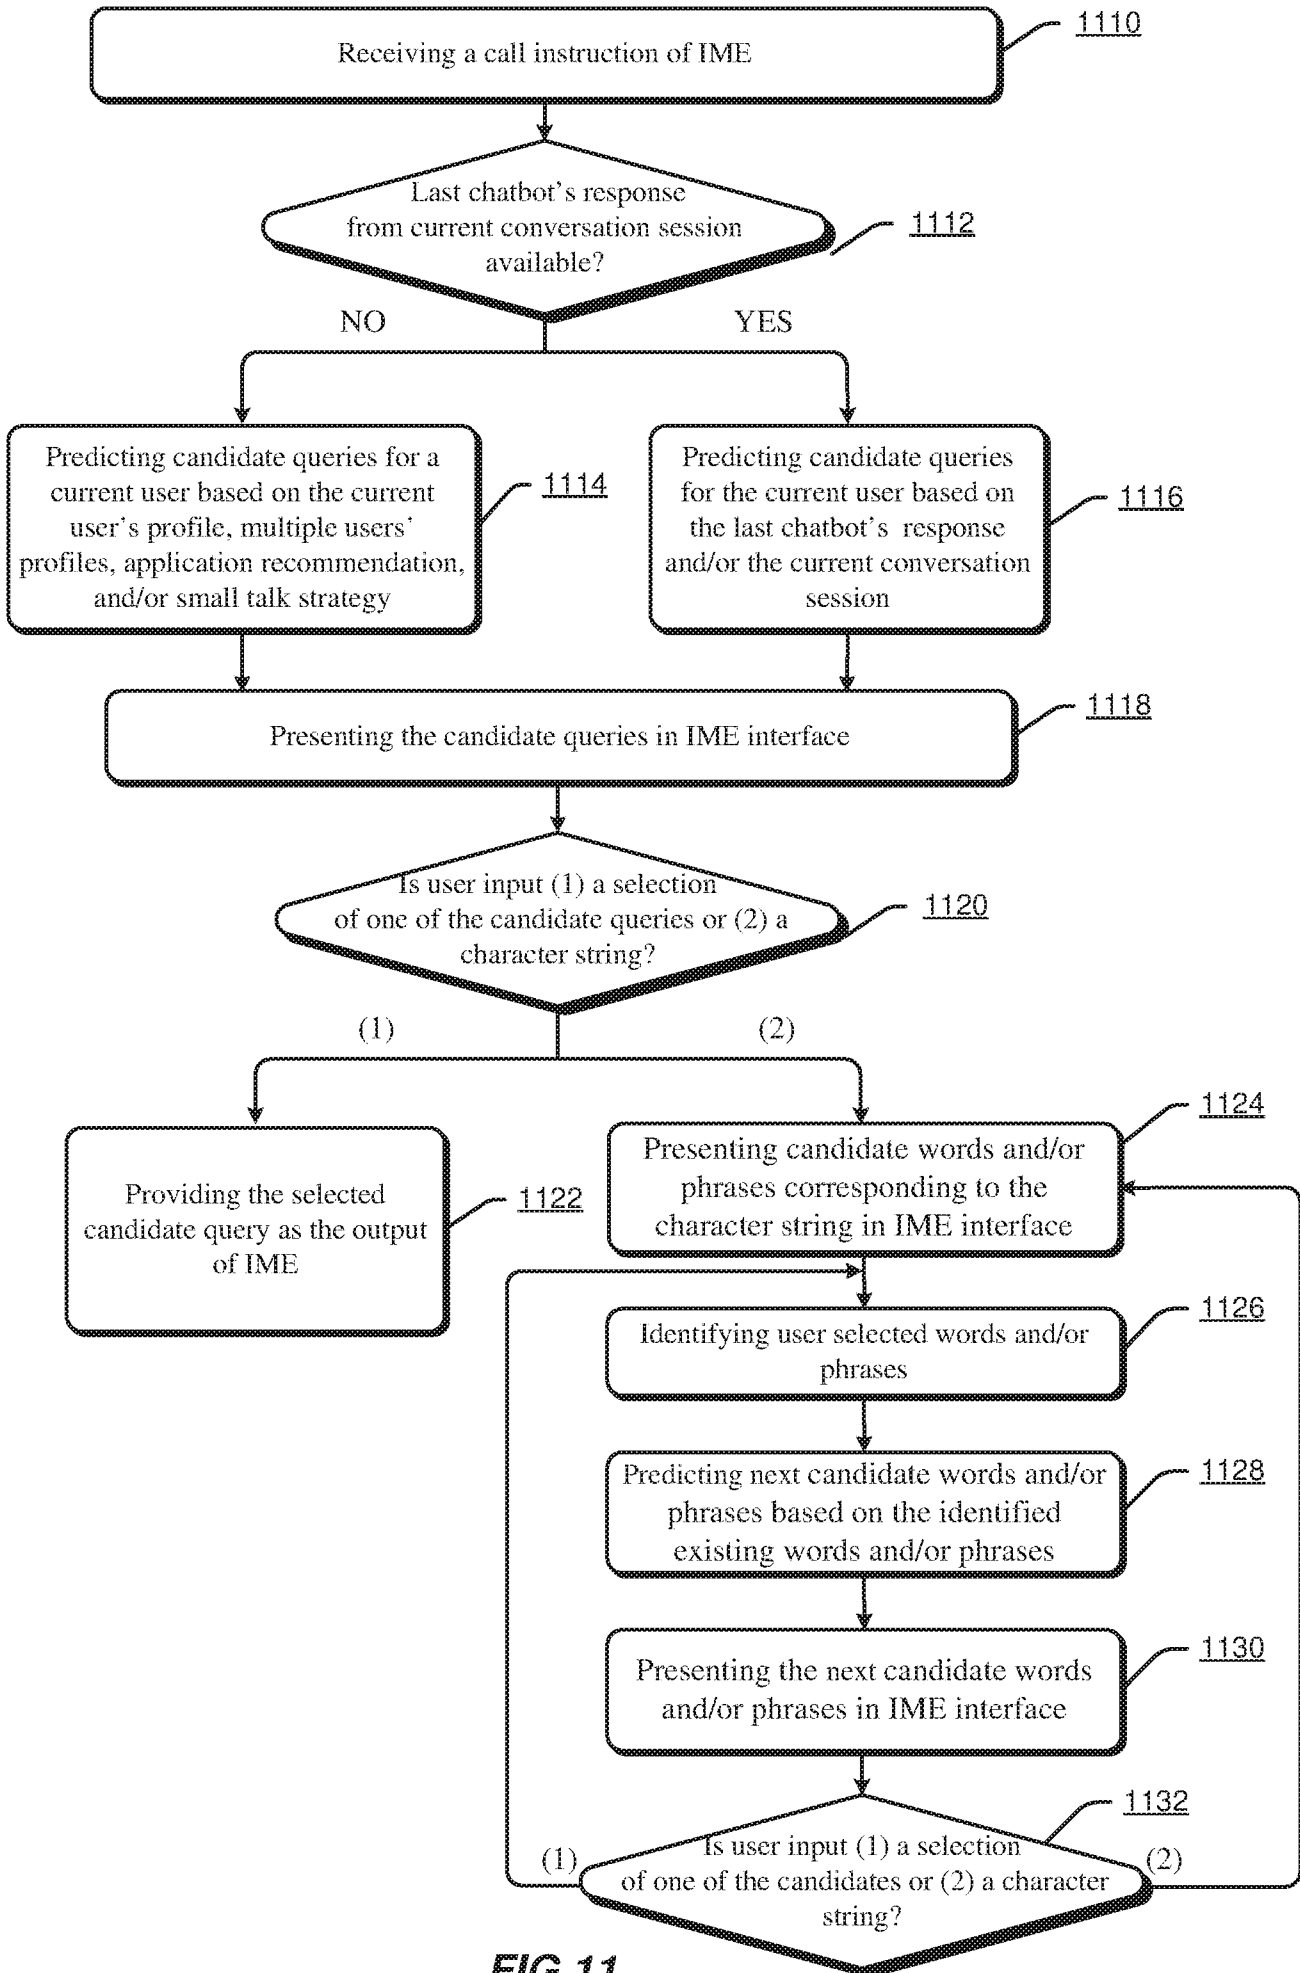 Receiving a call instruction of IME
1110
Last chatbot's response
from current conversation session
available?
1112
NO
YES
Predicting candidate queries for a
current user based on the current
user's profile, multiple users'
profiles, application recommendation,
and/or small talk strategy
1114
Predicting candidate queries
for the current user based on
the last chatbot's response
and/or the current conversation
session
1116
Presenting the candidate queries in IME interface
1118
Is user input (1) a selection
of one of the candidate queries or (2) a
character string?
1120
(1)
(2)
Providing the selected
candidate query as the output
of IME
1122
Presenting candidate words and/or
phrases corresponding to the
character string in IME interface
1124
Identifying user selected words and/or
phrases
1126
Predicting next candidate words and/or
phrases based on the identified
existing words and/or phrases
1128
Presenting the next candidate words
and/or phrases in IME interface
1130
Is user input (1) a selection
of one of the candidates or (2) a character
string?
1132
(1)
(2)
FIG 11